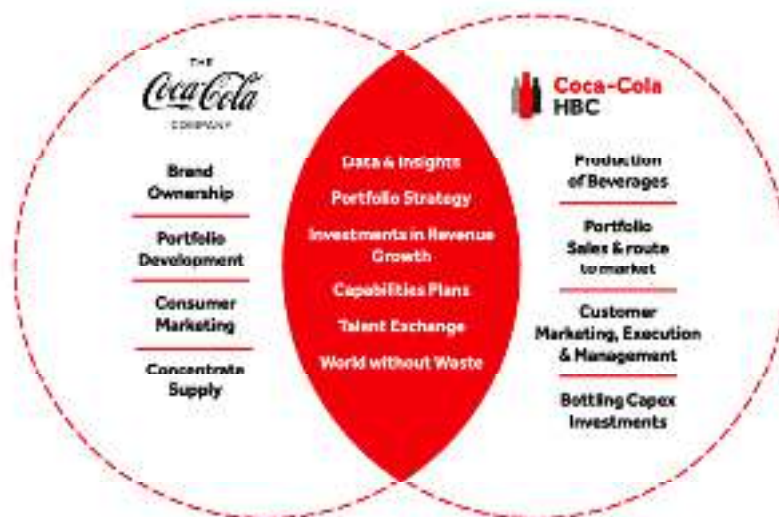 THE
Coca-Cola
COMPANY
Brand
Ownership
Portfolio
Development
Consumer
Marketing
Concentrate
Supply
Data & Insights
Portfolio Strategy
Investments in Revenue
Growth
Capabilities Plans
Talent Exchange
World without Waste
Coca-Cola
HBC
Production
of Beverages
Portfolio
Sales & route
to market
Customer
Marketing, Execution
& Management
Bottling Capex
Investments